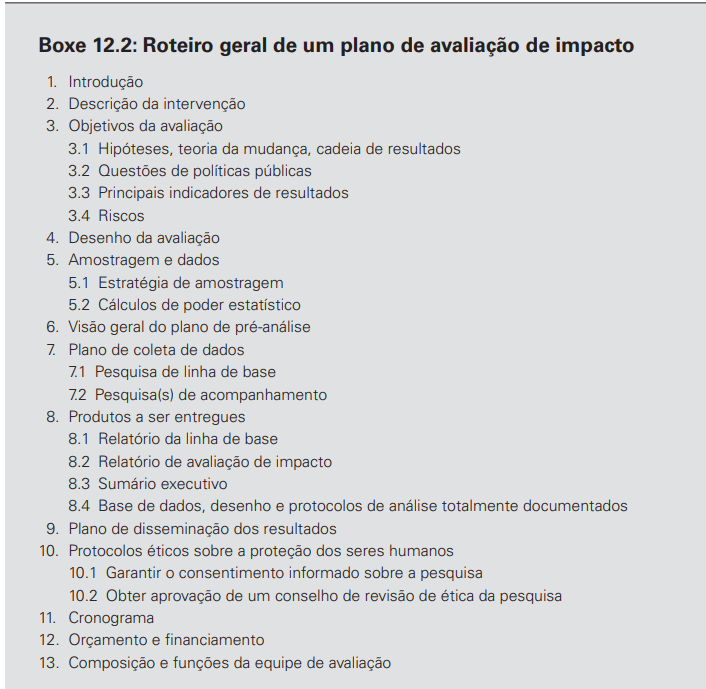 Boxe 12.2: Roteiro geral de um plano de avaliação de impacto
1. Introdução
2. Descrição da intervenção
3. Objetivos da avaliação
3.1 Hipóteses, teoria da mudança, cadeia de resultados
3.2 Questões de políticas públicas
3.3 Principais indicadores de resultados
3.4 Riscos
4. Desenho da avaliação
5. Amostragem e dados
5.1 Estratégia de amostragem
5.2 Cálculos de poder estatístico
6. Visão geral do plano de pré-análise
7. Plano de coleta de dados
7.1 Pesquisa de linha de base
7.2 Pesquisa(s) de acompanhamento
8. Produtos a ser entregues
8.1 Relatório da linha de base
8.2 Relatório de avaliação de impacto
8.3 Sumário executivo
8.4 Base de dados, desenho e protocolos de análise totalmente documentados
9. Plano de disseminação dos resultados
10. Protocolos éticos sobre a proteção dos seres humanos
10.1 Garantir o consentimento informado sobre a pesquisa
10.2 Obter aprovação de um conselho de revisão de ética da pesquisa
11. Cronograma
12. Orçamento e financiamento
13. Composição e funções da equipe de avaliação